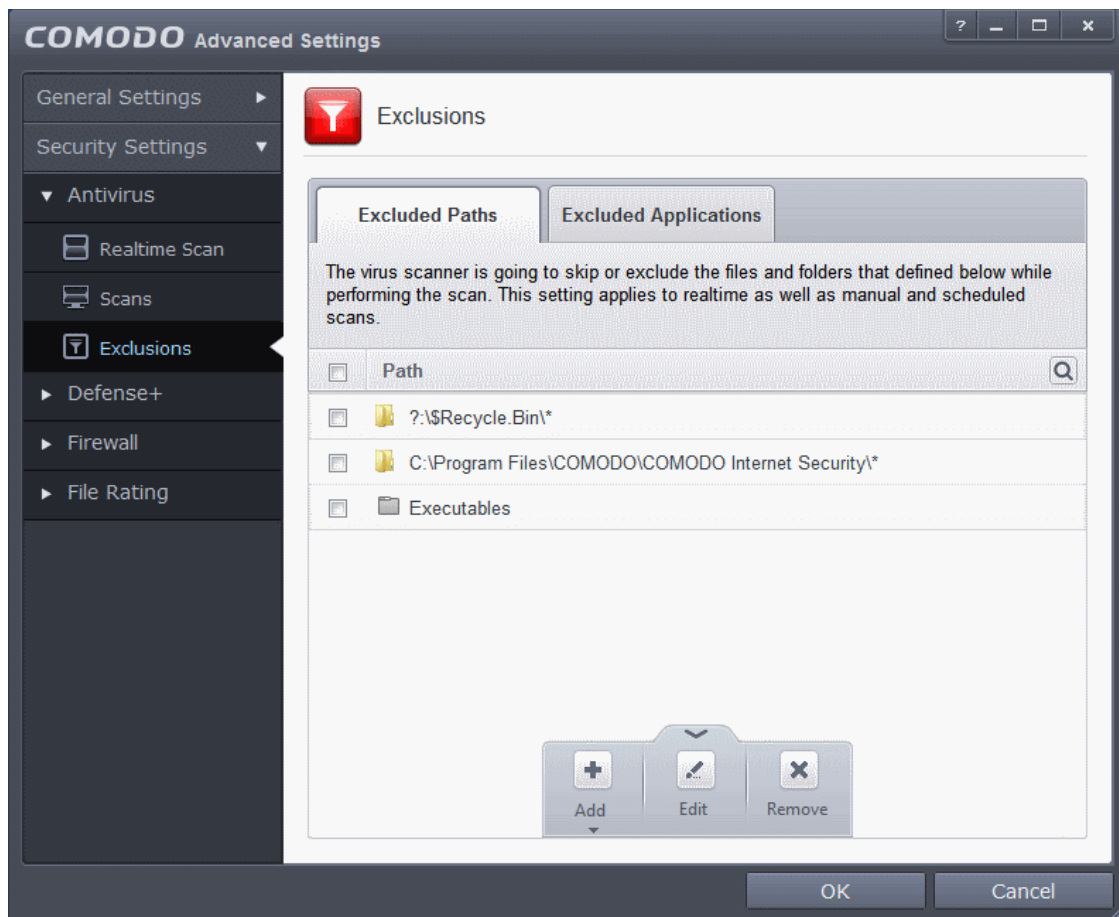 COMODO Advanced Settings
?
General Settings
Security Settings
Antivirus
Realtime Scan
Scans
Exclusions
Defense+
Firewall
File Rating
Exclusions
Excluded Paths
Excluded Applications
The virus scanner is going to skip or exclude the files and folders that defined below while
performing the scan. This setting applies to realtime as well as manual and scheduled
scans.
Path
?:\$Recycle.Bin\*
C:\Program Files\COMODO\COMODO Internet Security\*
Executables
Add
Edit
Remove
OK
Cancel